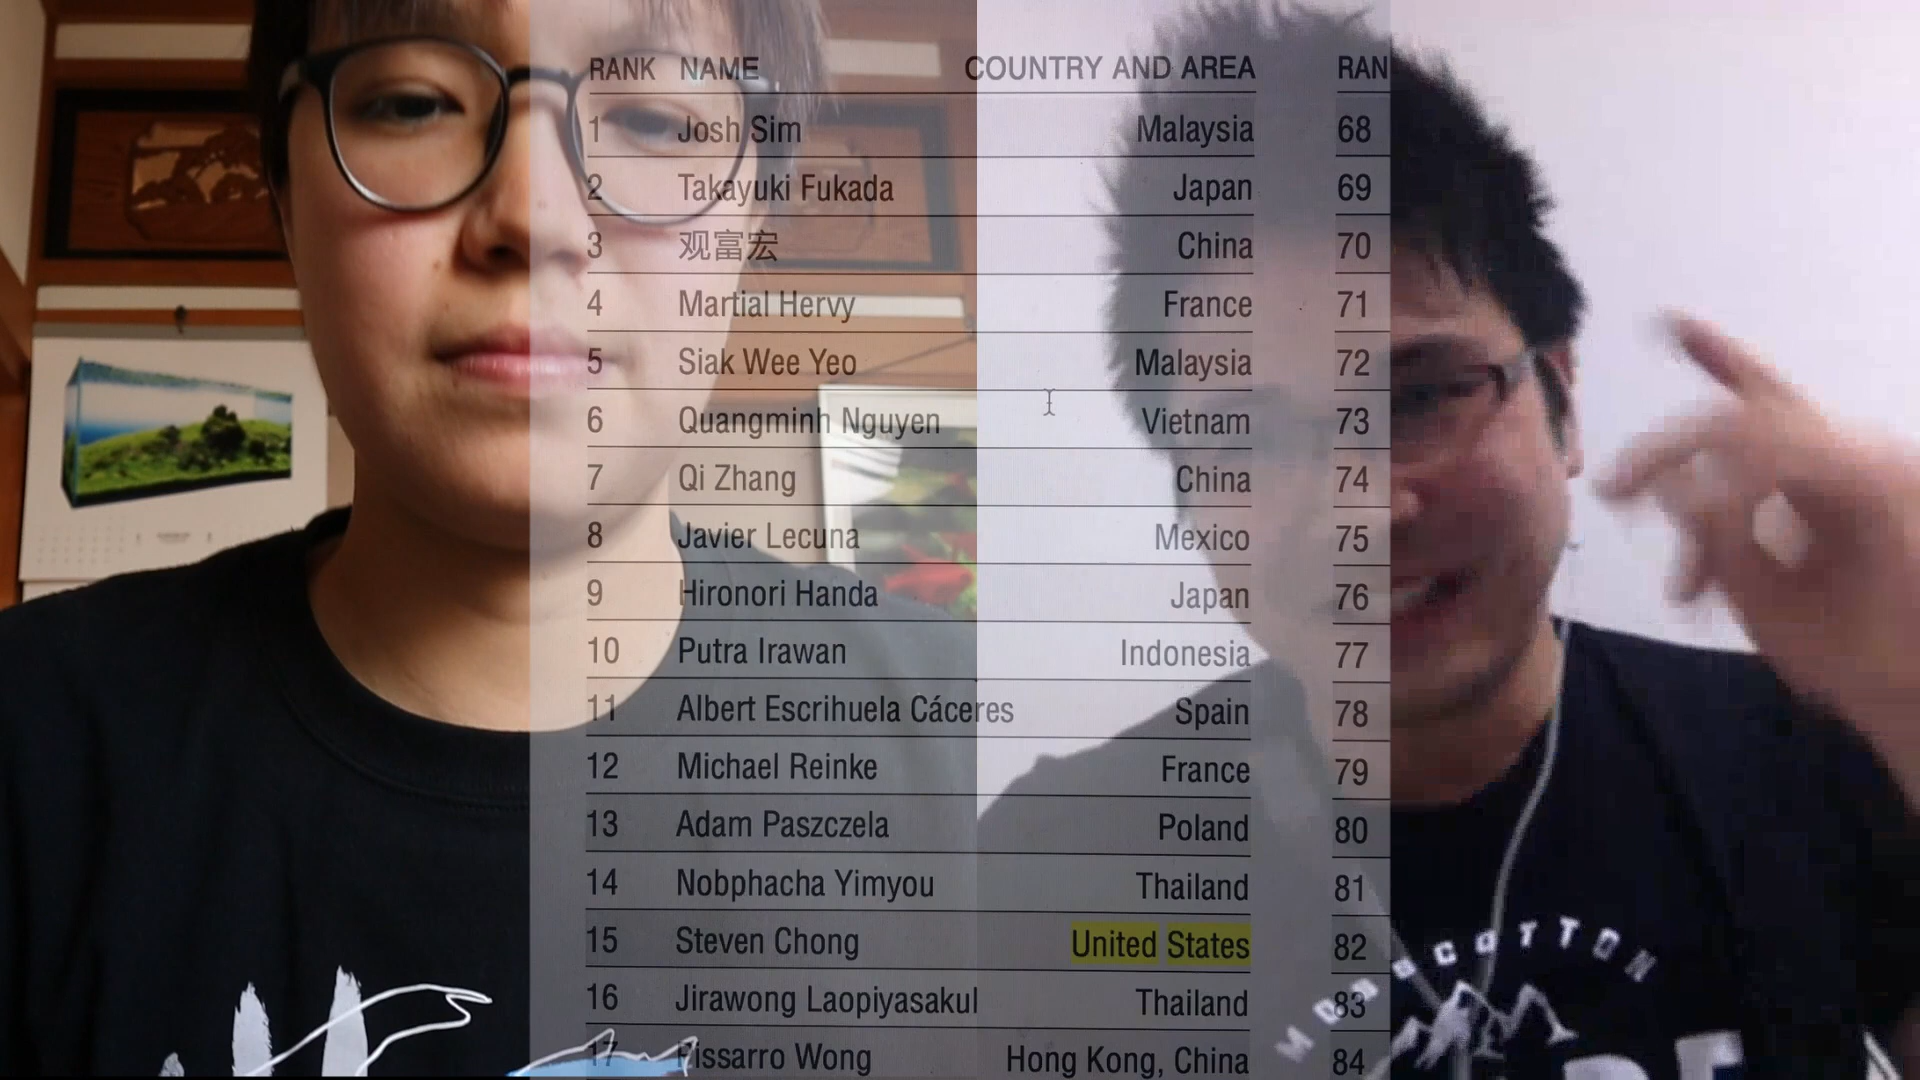 RANK NAME COUNTRY AND AREA RAN
1 Josh Sim Malaysia 68
2 Takayuki Fukada Japan 69
3 观富宏 China 70
4 Martial Hervy France 71
5 Siak Wee Yeo Malaysia 72
6 Quangminh Nguyen Vietnam 73
7 Qi Zhang China 74
8 Javier Lecuna Mexico 75
9 Hironori Handa Japan 76
10 Putra Irawan Indonesia 77
11 Albert Escrihuela Cáceres Spain 78
12 Michael Reinke France 79
13 Adam Paszczela Poland 80
14 Nobphacha Yimyou Thailand 81
15 Steven Chong United States 82
16 Jirawong Laopiyasakul Thailand 83
17 Pissarro Wong Hong Kong, China 84